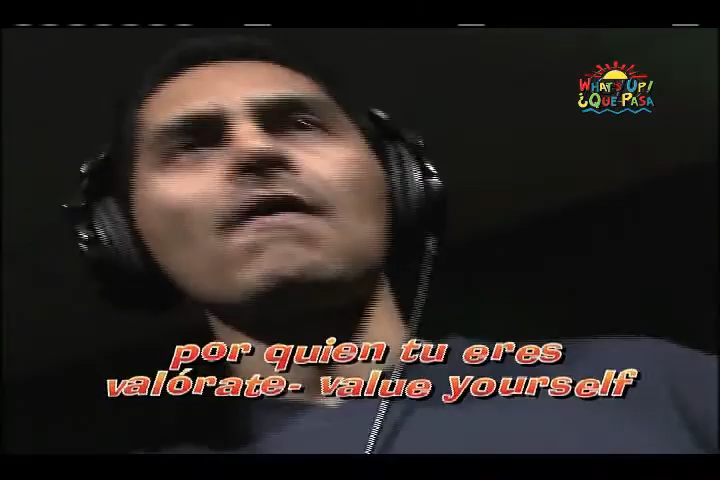 What's Up!
¿Que Pasa
por quien tu eres
valórate- value yourself